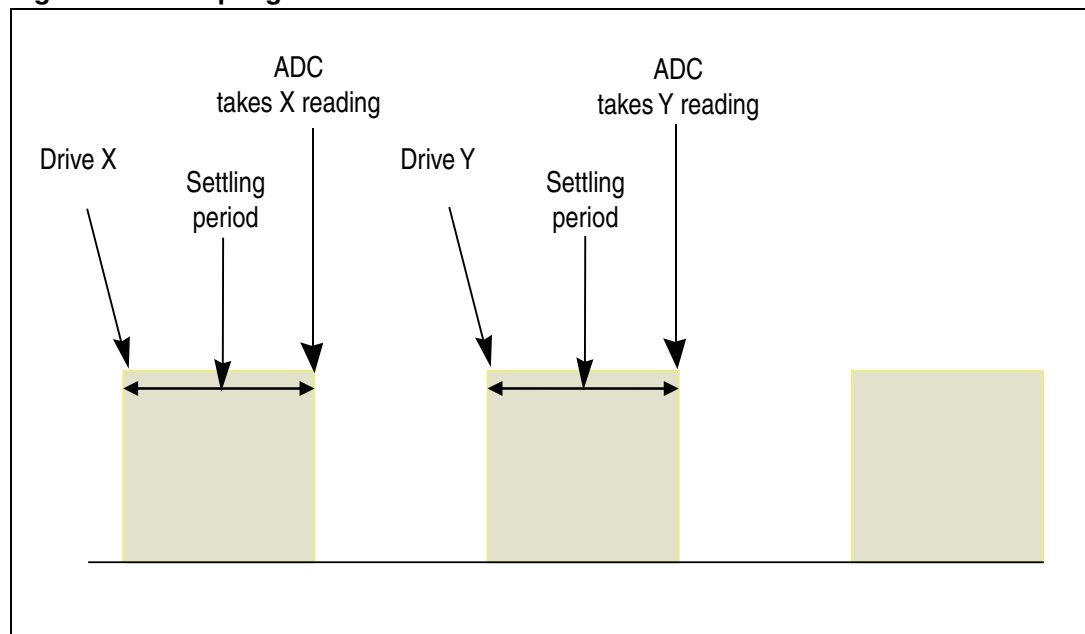 ADC
takes X reading
ADC
takes Y reading
Drive X
Settling
period
Drive Y
Settling
period